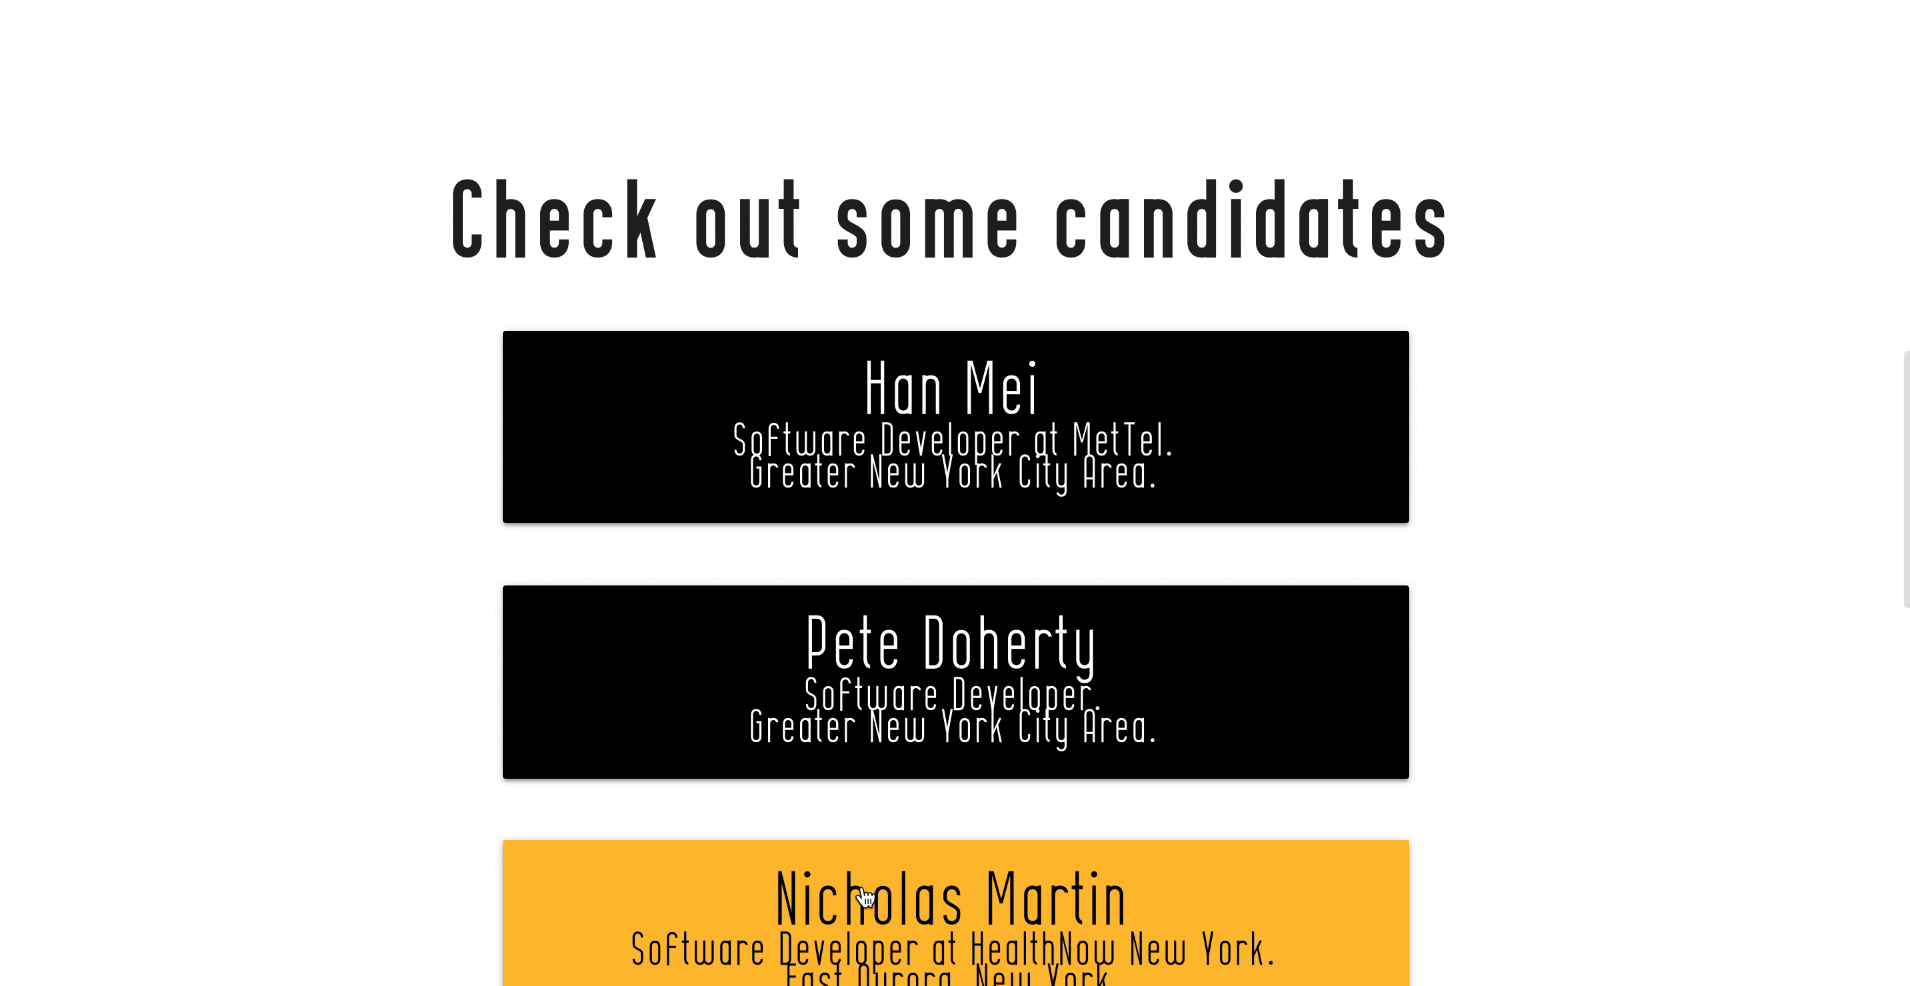 Check out some candidates
Han Mei
Software Developer at MetTel.
Greater New York City Area.
Pete Doherty
Software Developer.
Greater New York City Area.
Nicholas Martin
Software Developer at HealthNow New York.
East Aurora, New York